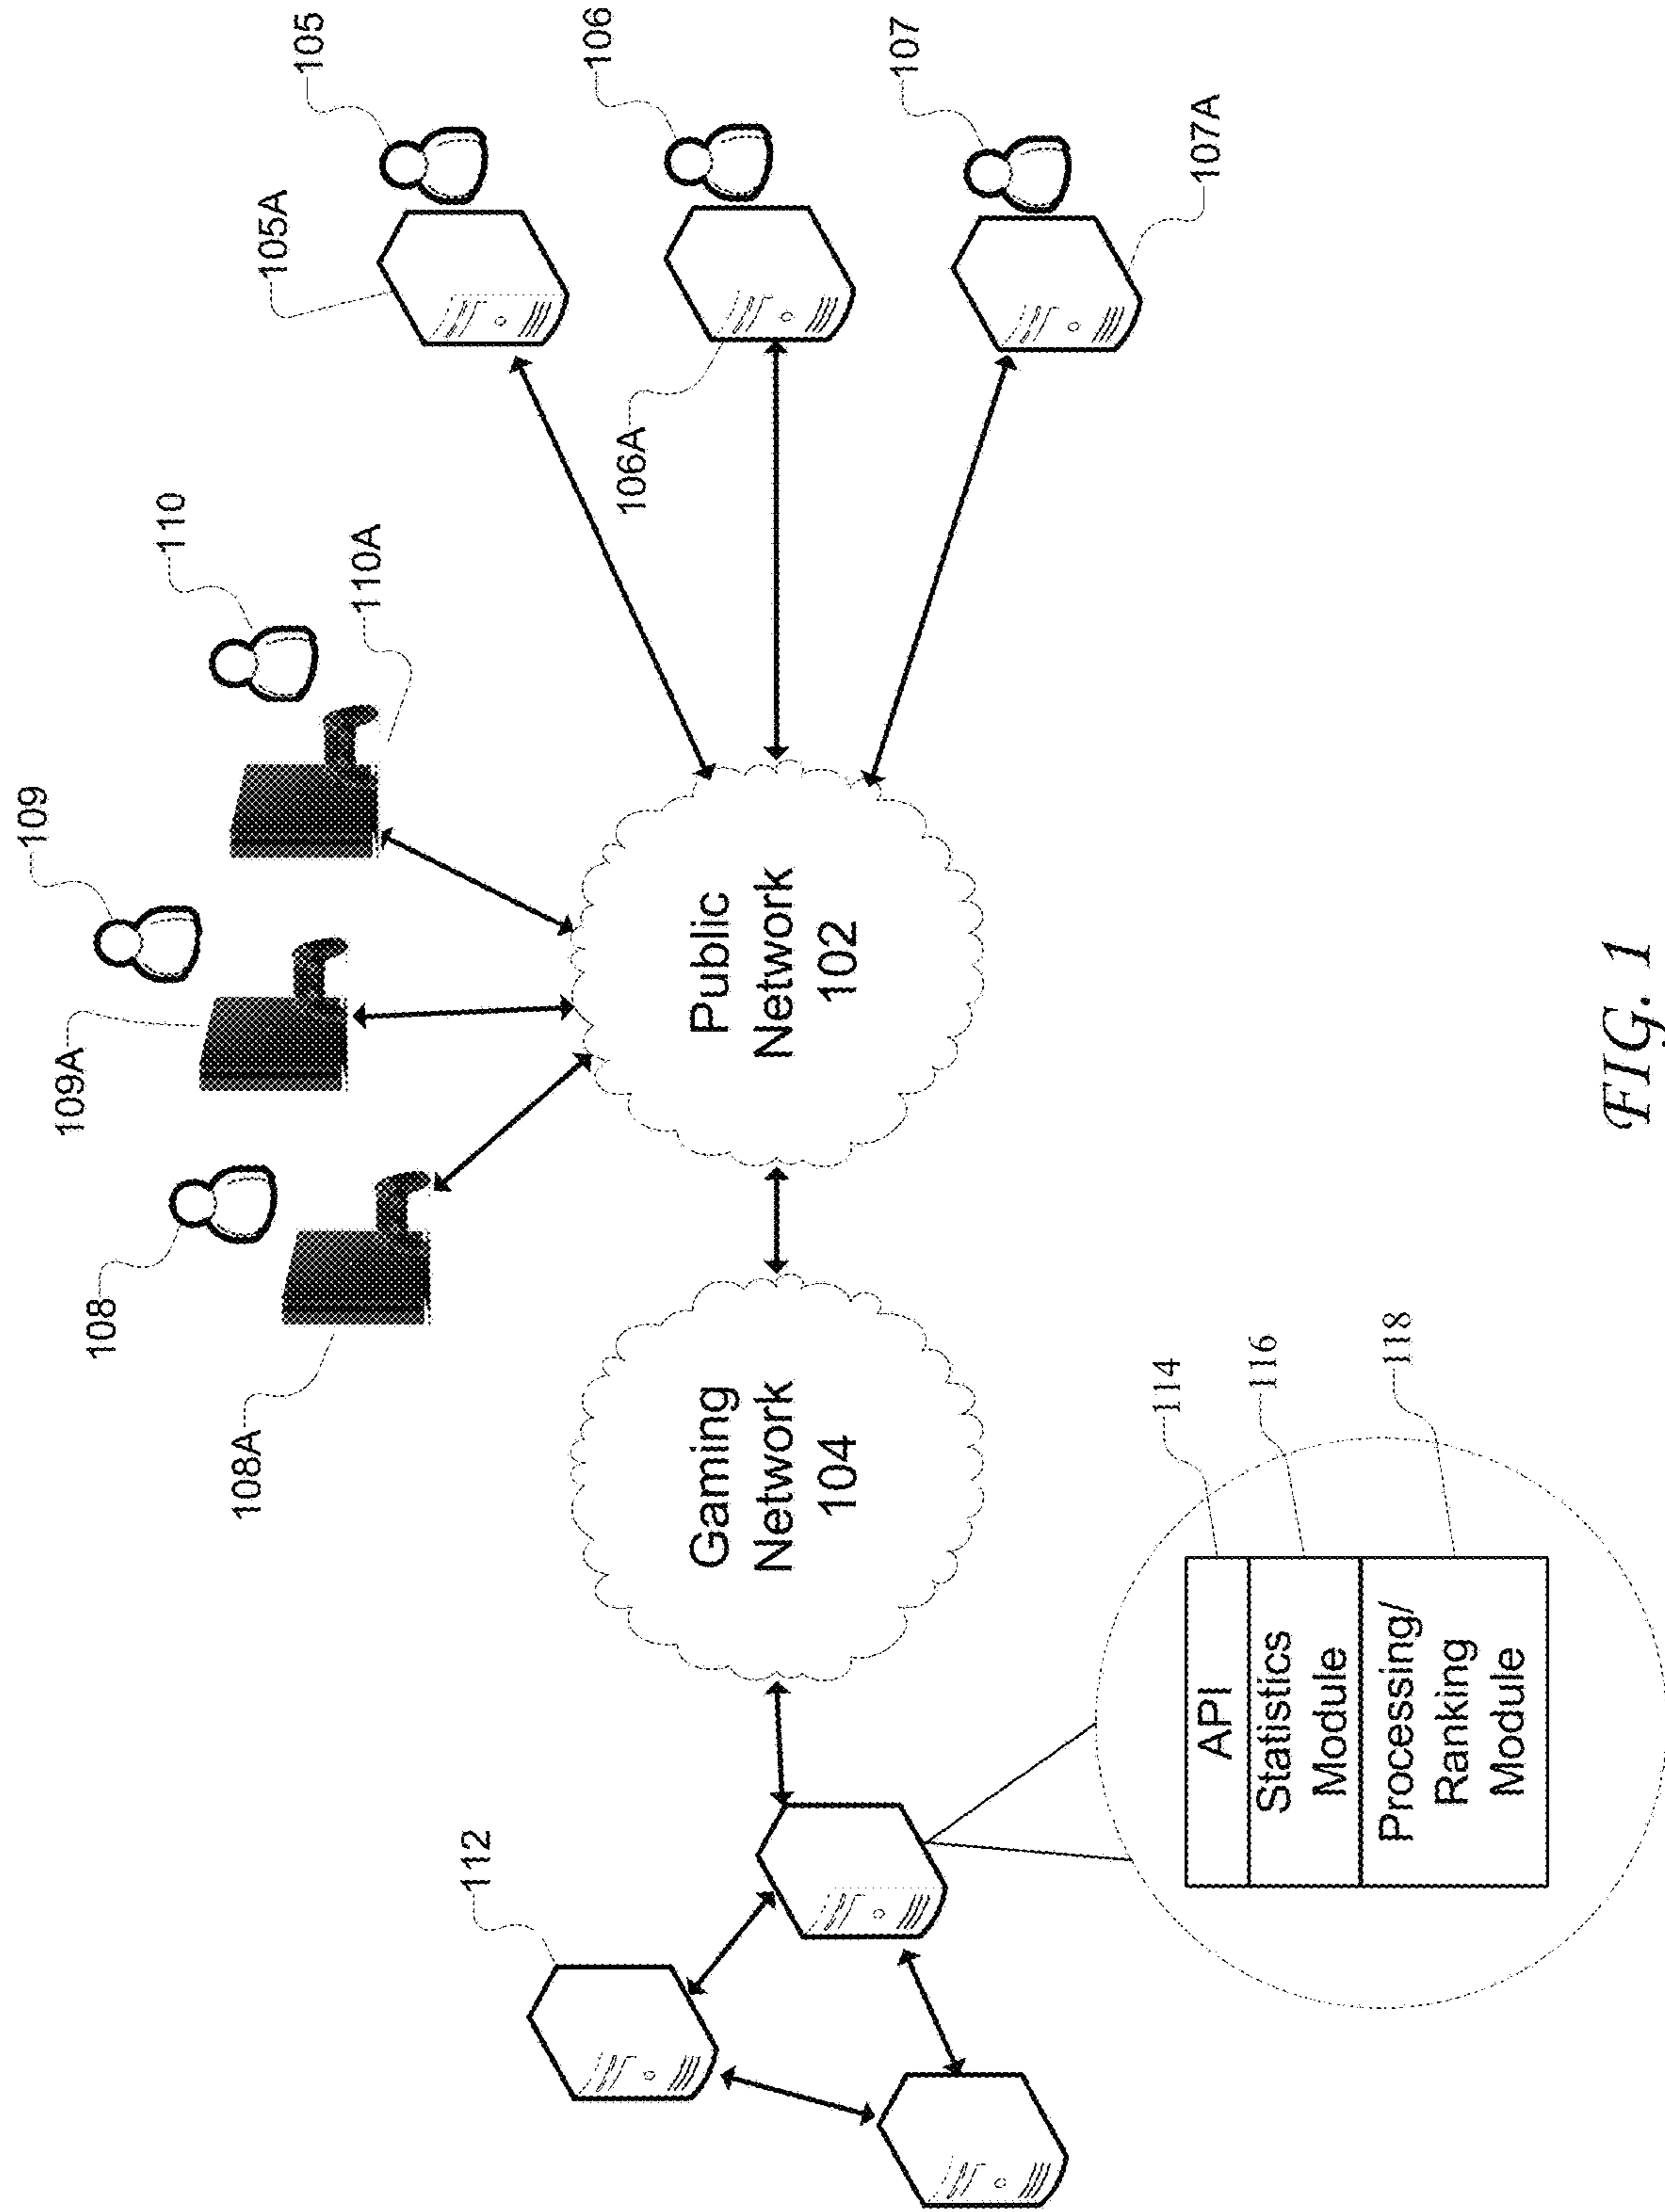 108
108A
109
109A
110
110A
105
105A
106
106A
107
107A
112
Gaming
Network
104
Public
Network
102
API
Statistics
Module
Processing/
Ranking
Module
114
116
118
FIG. 1